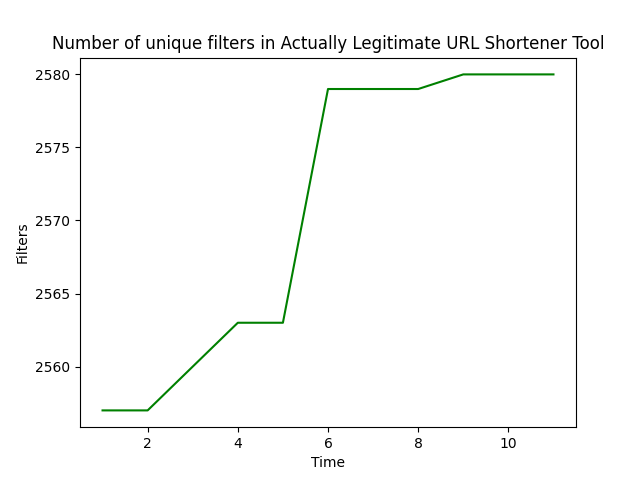 Number of unique filters in Actually Legitimate URL Shortener Tool
2580
2575
2570
2565
2560
Filters
2 4 6 8 10
Time